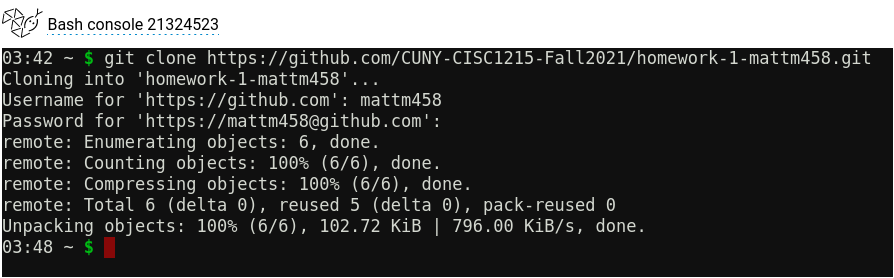 Bash console 21324523
03:42 ~ $ git clone https://github.com/CUNY-CISC1215-Fall2021/homework-1-mattm458.git
Cloning into 'homework-1-mattm458'...
Username for 'https://github.com': mattm458
Password for 'https://mattm458@github.com':
remote: Enumerating objects: 6, done.
remote: Counting objects: 100% (6/6), done.
remote: Compressing objects: 100% (6/6), done.
remote: Total 6 (delta 0), reused 5 (delta 0), pack-reused 0
Unpacking objects: 100% (6/6), 102.72 KiB | 796.00 KiB/s, done.
03:48 ~ $